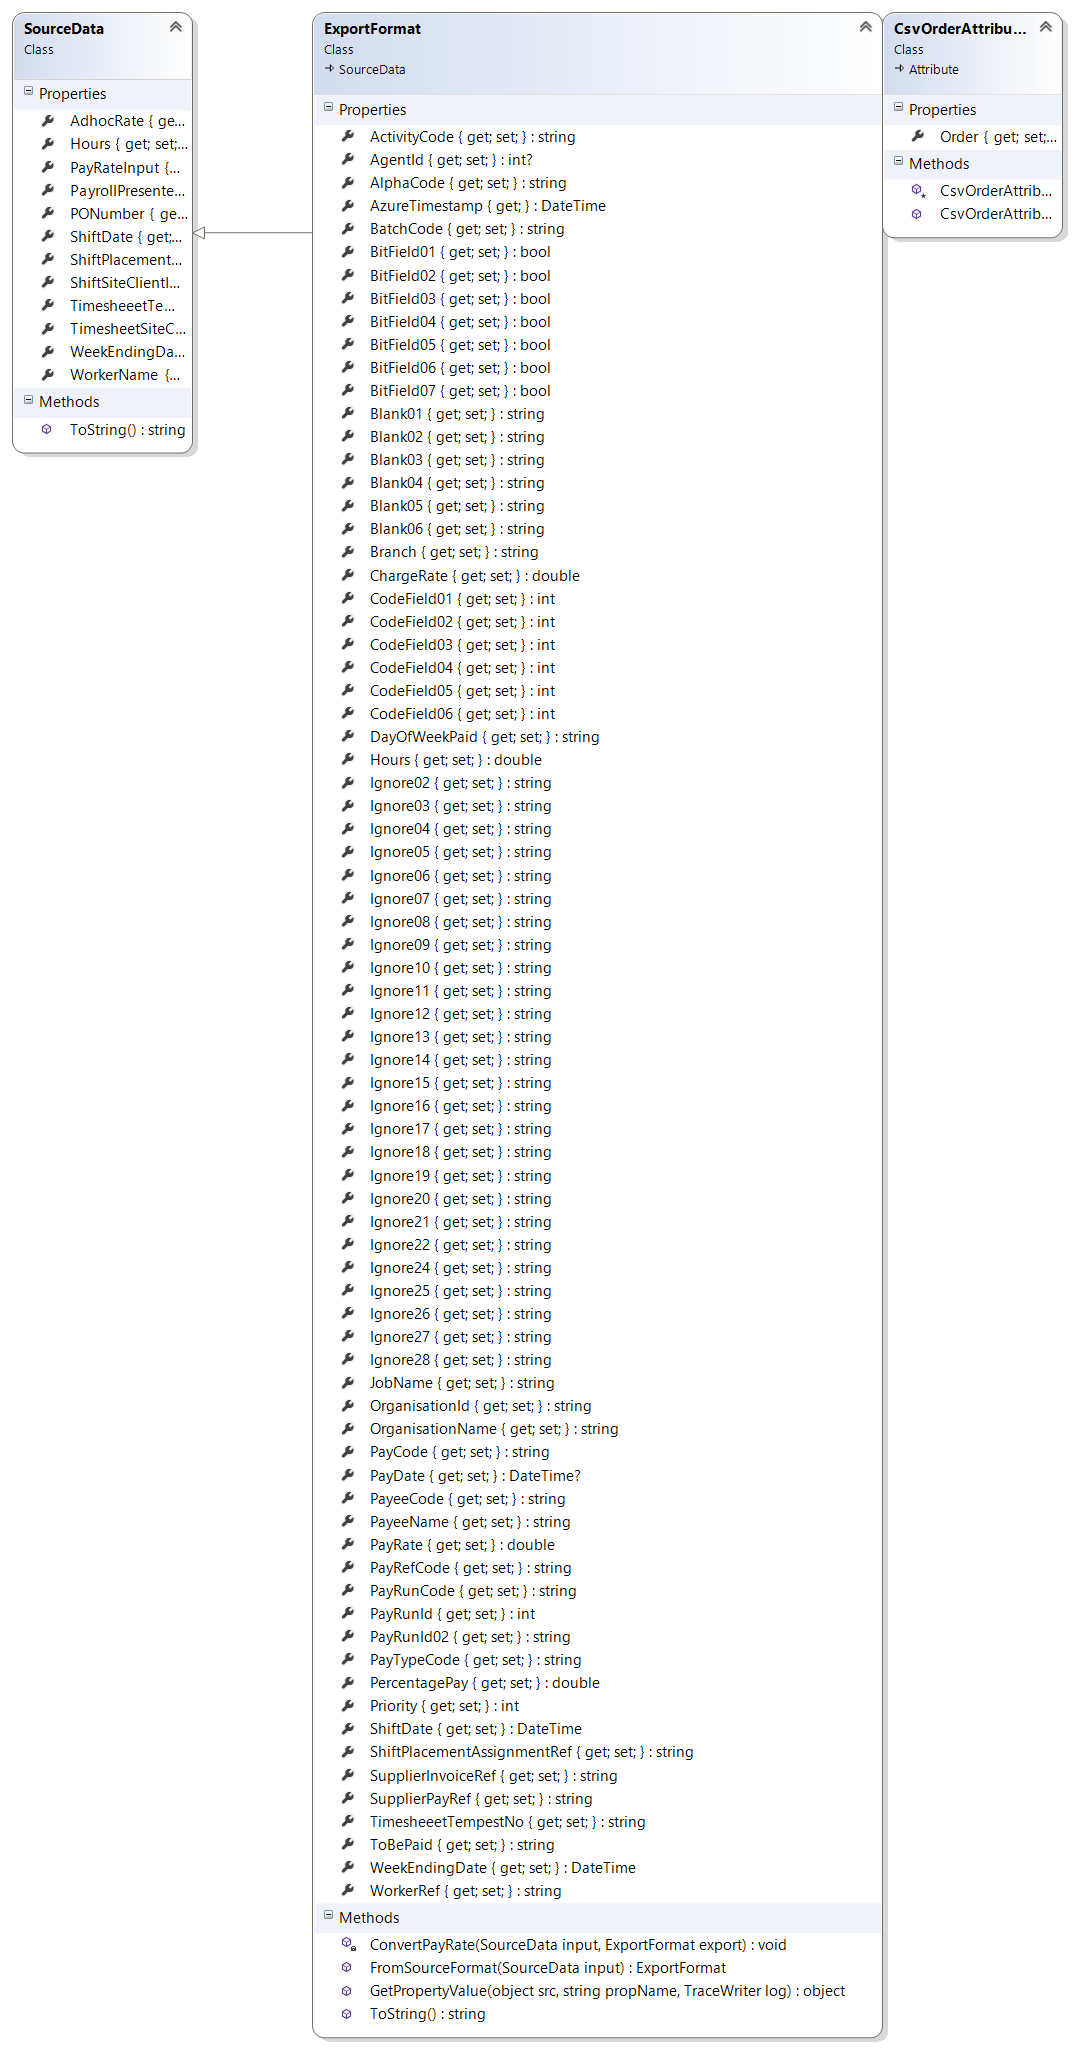 SourceData
Class
Properties
AdhocRate { ge...
Hours { get; set;...
PayRateInput {...
PayrollPresente...
PONumber { ge...
ShiftDate { get;...
ShiftPlacement...
ShiftSiteClientI...
TimesheeetTe...
TimesheetSiteC...
WeekEndingDa...
WorkerName {...
Methods
ToString() : string
ExportFormat
Class
SourceData
Properties
ActivityCode { get; set; } : string
AgentId { get; set; } : int?
AlphaCode { get; set; } : string
AzureTimestamp { get; } : DateTime
BatchCode { get; set; } : string
BitField01 { get; set; } : bool
BitField02 { get; set; } : bool
BitField03 { get; set; } : bool
BitField04 { get; set; } : bool
BitField05 { get; set; } : bool
BitField06 { get; set; } : bool
BitField07 { get; set; } : bool
Blank01 { get; set; } : string
Blank02 { get; set; } : string
Blank03 { get; set; } : string
Blank04 { get; set; } : string
Blank05 { get; set; } : string
Blank06 { get; set; } : string
Branch { get; set; } : string
ChargeRate { get; set; } : double
CodeField01 { get; set; } : int
CodeField02 { get; set; } : int
CodeField03 { get; set; } : int
CodeField04 { get; set; } : int
CodeField05 { get; set; } : int
CodeField06 { get; set; } : int
DayOfWeekPaid { get; set; } : string
Hours { get; set; } : double
Ignore02 { get; set; } : string
Ignore03 { get; set; } : string
Ignore04 { get; set; } : string
Ignore05 { get; set; } : string
Ignore06 { get; set; } : string
Ignore07 { get; set; } : string
Ignore08 { get; set; } : string
Ignore09 { get; set; } : string
Ignore10 { get; set; } : string
Ignore11 { get; set; } : string
Ignore12 { get; set; } : string
Ignore13 { get; set; } : string
Ignore14 { get; set; } : string
Ignore15 { get; set; } : string
Ignore16 { get; set; } : string
Ignore17 { get; set; } : string
Ignore18 { get; set; } : string
Ignore19 { get; set; } : string
Ignore20 { get; set; } : string
Ignore21 { get; set; } : string
Ignore22 { get; set; } : string
Ignore24 { get; set; } : string
Ignore25 { get; set; } : string
Ignore26 { get; set; } : string
Ignore27 { get; set; } : string
Ignore28 { get; set; } : string
JobName { get; set; } : string
OrganisationId { get; set; } : string
OrganisationName { get; set; } : string
PayCode { get; set; } : string
PayDate { get; set; } : DateTime?
PayeeCode { get; set; } : string
PayeeName { get; set; } : string
PayRate { get; set; } : double
PayRefCode { get; set; } : string
PayRunCode { get; set; } : string
PayRunId { get; set; } : int
PayRunId02 { get; set; } : string
PayTypeCode { get; set; } : string
PercentagePay { get; set; } : double
Priority { get; set; } : int
ShiftDate { get; set; } : DateTime
ShiftPlacementAssignmentRef { get; set; } : string
SupplierInvoiceRef { get; set; } : string
SupplierPayRef { get; set; } : string
TimesheeetTempestNo { get; set; } : string
ToBePaid { get; set; } : string
WeekEndingDate { get; set; } : DateTime
WorkerRef { get; set; } : string
Methods
ConvertPayRate(SourceData input, ExportFormat export) : void
FromSourceFormat(SourceData input) : ExportFormat
GetPropertyValue(object src, string propName, TraceWriter log) : object
ToString() : string
CsvOrderAttribu...
Class
Attribute
Properties
Order { get; set;...
Methods
CsvOrderAttrib...
CsvOrderAttrib...